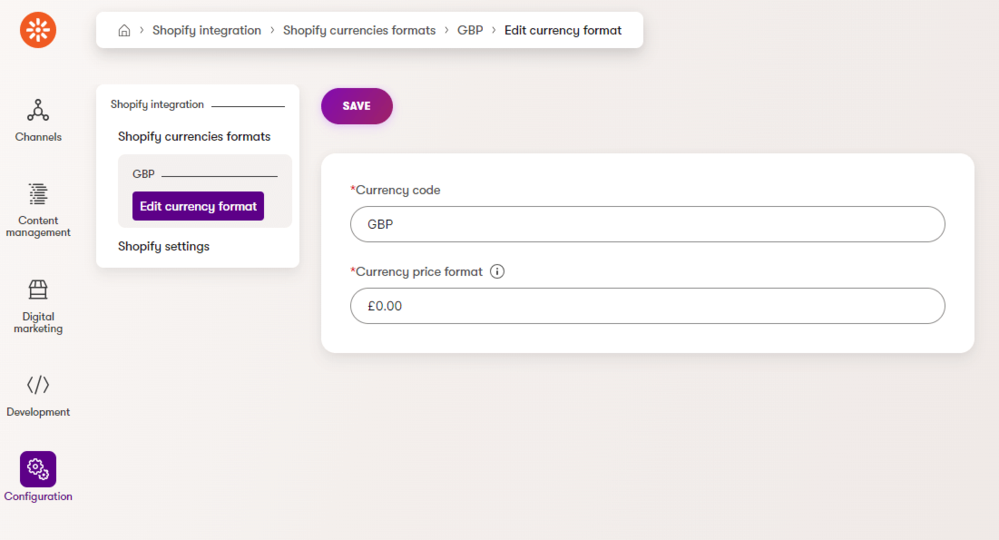 Shopify integration > Shopify currencies formats > GBP > Edit currency format
Channels
Content
management
Digital
marketing
Development
Configuration
Shopify integration
Shopify currencies formats
GBP
Edit currency format
Shopify settings
SAVE
*Currency code
GBP
*Currency price format
£0.00